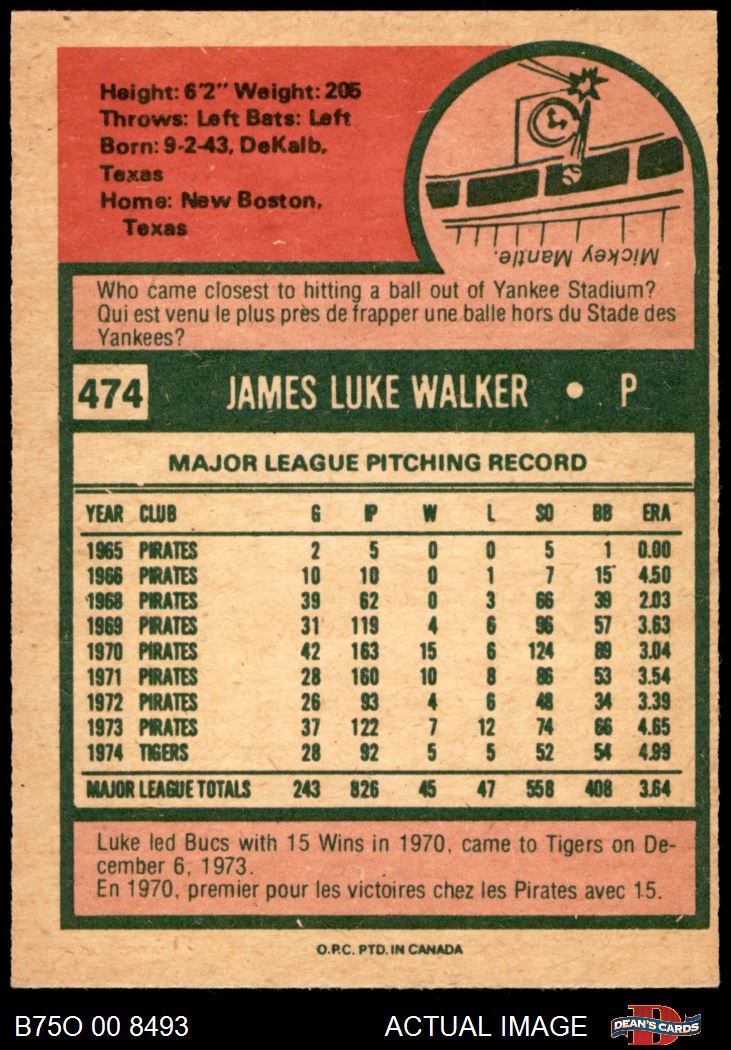 Height: 6'2" Weight: 205
Throws: Left Bats: Left
Born: 9-2-43, DeKalb,
Texas
Home: New Boston,
Texas
Mickey Mantle.
Who came closest to hitting a ball out of Yankee Stadium?
Qui est venu le plus près de frapper une balle hors du Stade des
Yankees?
474 JAMES LUKE WALKER • P
MAJOR LEAGUE PITCHING RECORD
YEAR CLUB G IP W L SO BB ERA
1965 PIRATES 2 5 0 0 5 1 0.00
1966 PIRATES 10 10 0 1 7 15 4.50
1968 PIRATES 39 62 0 3 66 39 2.03
1969 PIRATES 31 119 4 6 96 57 3.63
1970 PIRATES 42 163 15 6 124 89 3.04
1971 PIRATES 28 160 10 8 86 53 3.54
1972 PIRATES 26 93 4 6 48 34 3.39
1973 PIRATES 37 122 7 12 74 66 4.65
1974 TIGERS 28 92 5 5 52 54 4.99
MAJOR LEAGUE TOTALS 243 826 45 47 558 408 3.64
Luke led Bucs with 15 Wins in 1970, came to Tigers on De-
cember 6, 1973.
En 1970, premier pour les victoires chez les Pirates avec 15.
O.P.C. PTD. IN CANADA
B75O 00 8493 ACTUAL IMAGE
DEAN'S CARDS